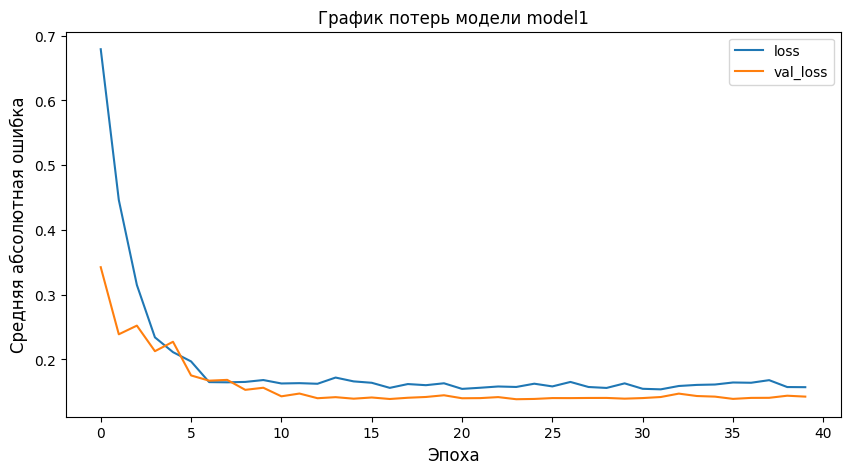 График потерь модели model1
Средняя абсолютная ошибка
0.7
0.6
0.5
0.4
0.3
0.2
loss
val_loss
0 5 10 15 20 25 30 35 40
Эпоха